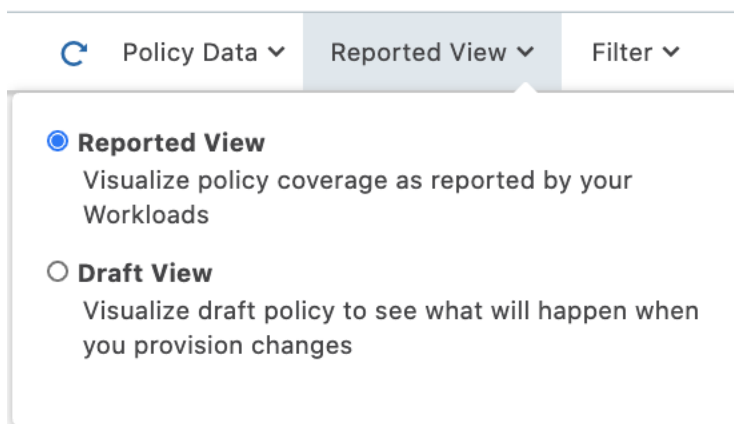 Policy Data
Reported View
Filter
Reported View
Visualize policy coverage as reported by your
Workloads
Draft View
Visualize draft policy to see what will happen when
you provision changes